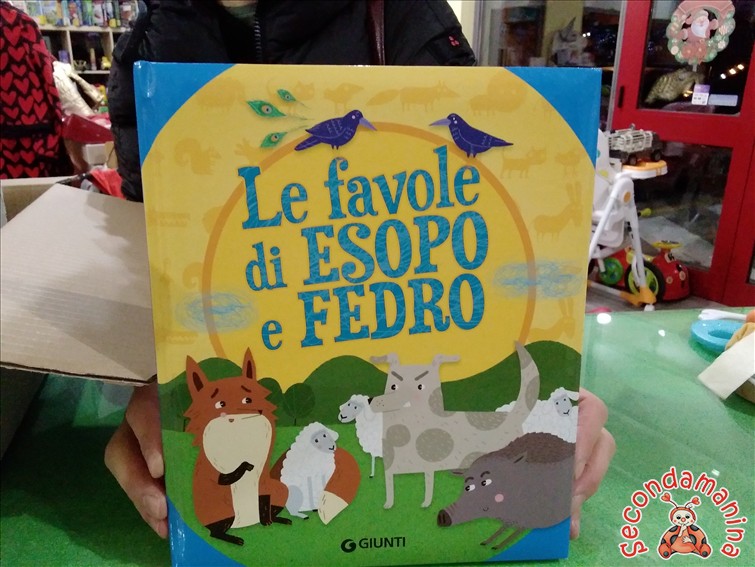 Le favole
di ESOPO
e FEDRO
GIUNTI
secondamanina